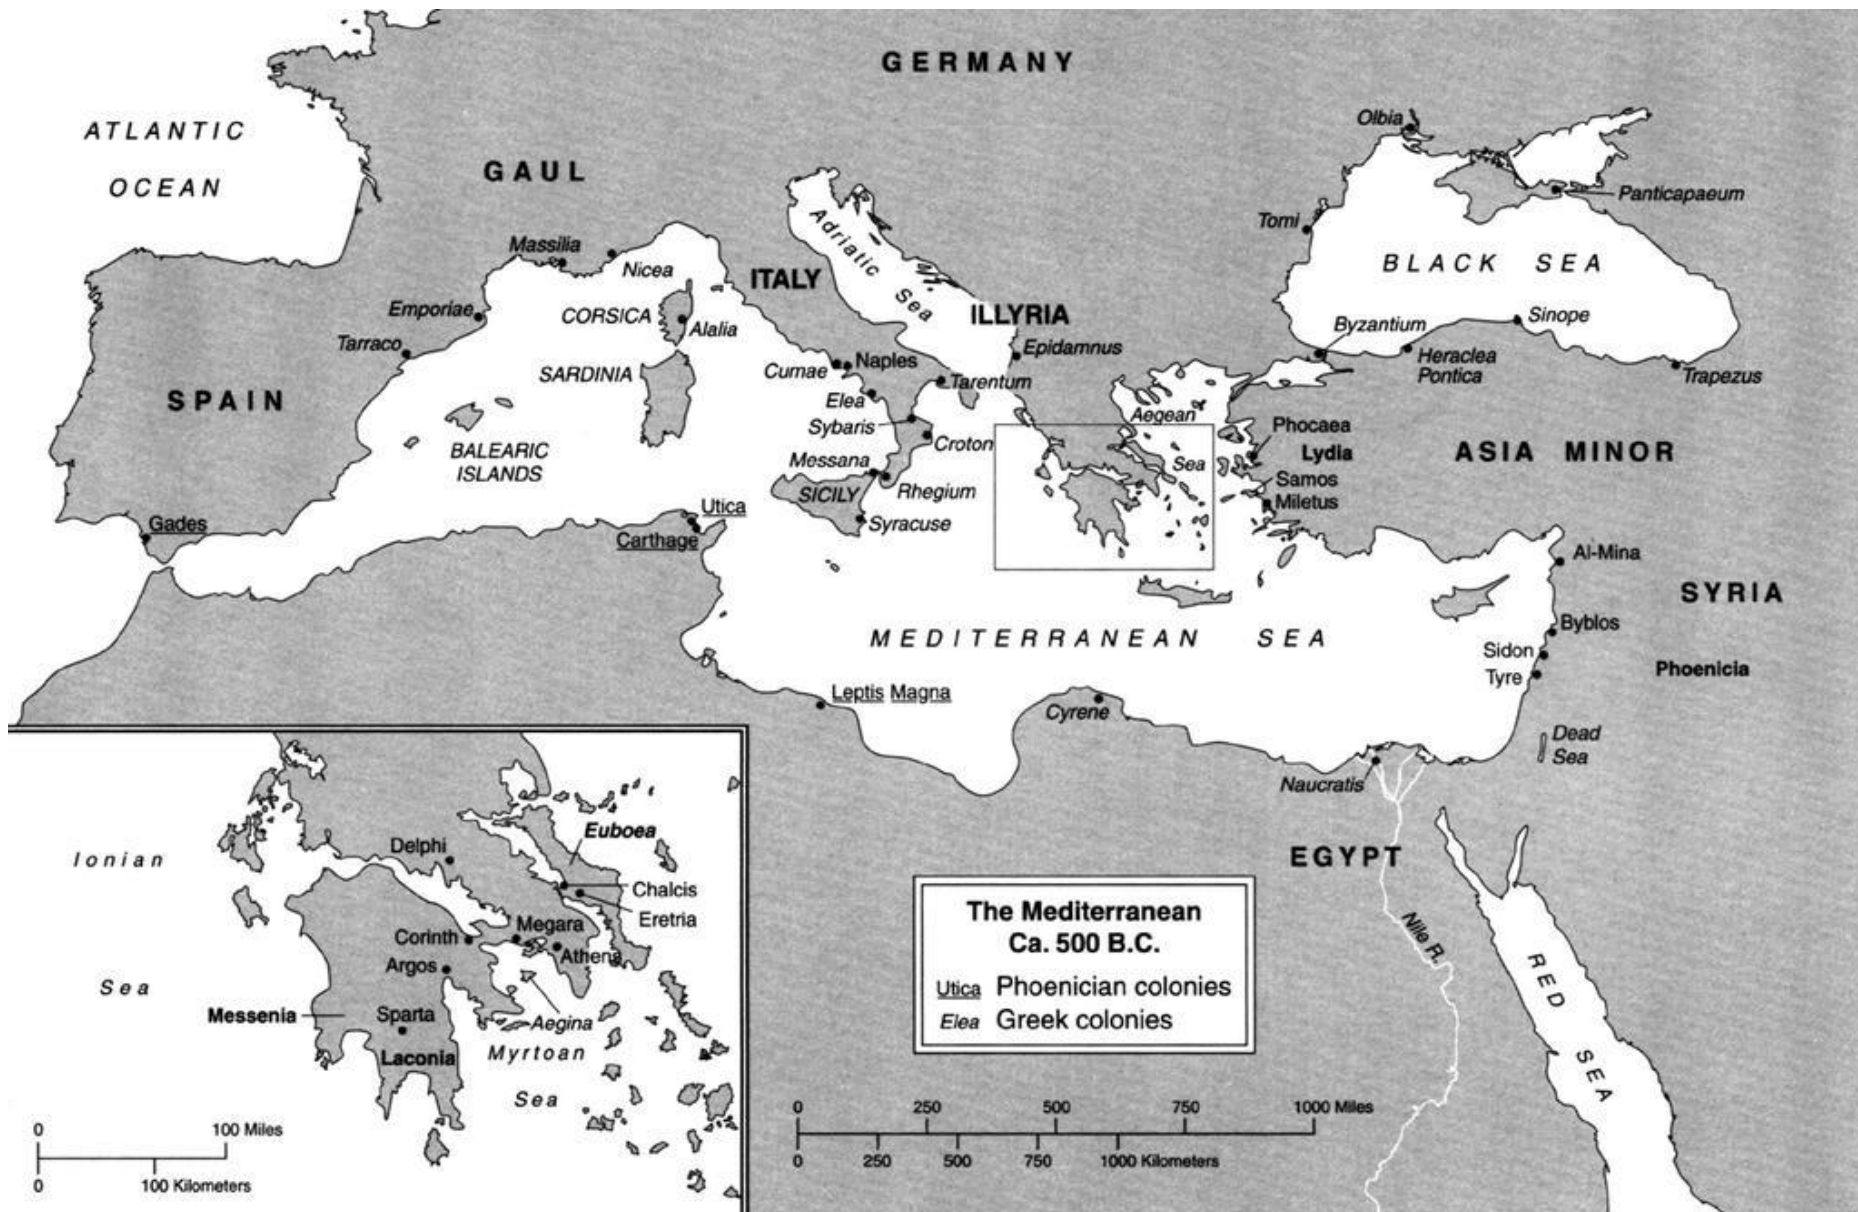 GERMANY
ATLANTIC
OCEAN
GAUL
Olbia
Panticapaeum
Tomi
BLACK SEA
Adriatic
Sea
Massilia
Nicea
ITALY
Emporiae
CORSICA
Alalia
ILLYRIA
Epidamnus
Byzantium
Sinope
Tarraco
Heraclea
Pontica
Trapezus
SPAIN
SARDINIA
Cumae
Naples
Elea
Tarentum
Sybaris
Croton
Aegean
Sea
Phocaea
Lydia
ASIA MINOR
BALEARIC
ISLANDS
Messana
SICILY
Rhegium
Syracuse
Samos
Miletus
Gades
Utica
Carthage
Al-Mina
SYRIA
MEDITERRANEAN SEA
Byblos
Sidon
Tyre
Phoenicia
Leptis Magna
Cyrene
Dead
Sea
Naucratis
EGYPT
Nile R.
RED
SEA
Ionian
Sea
Delphi
Euboea
Chalcis
Eretria
Megara
Corinth
Athens
Argos
Messenia
Sparta
Aegina
Laconia
Myrtoan
Sea
0 100 Miles
0 100 Kilometers
The Mediterranean
Ca. 500 B.C.
Utica Phoenician colonies
Elea Greek colonies
0 250 500 750 1000 Miles
0 250 500 750 1000 Kilometers